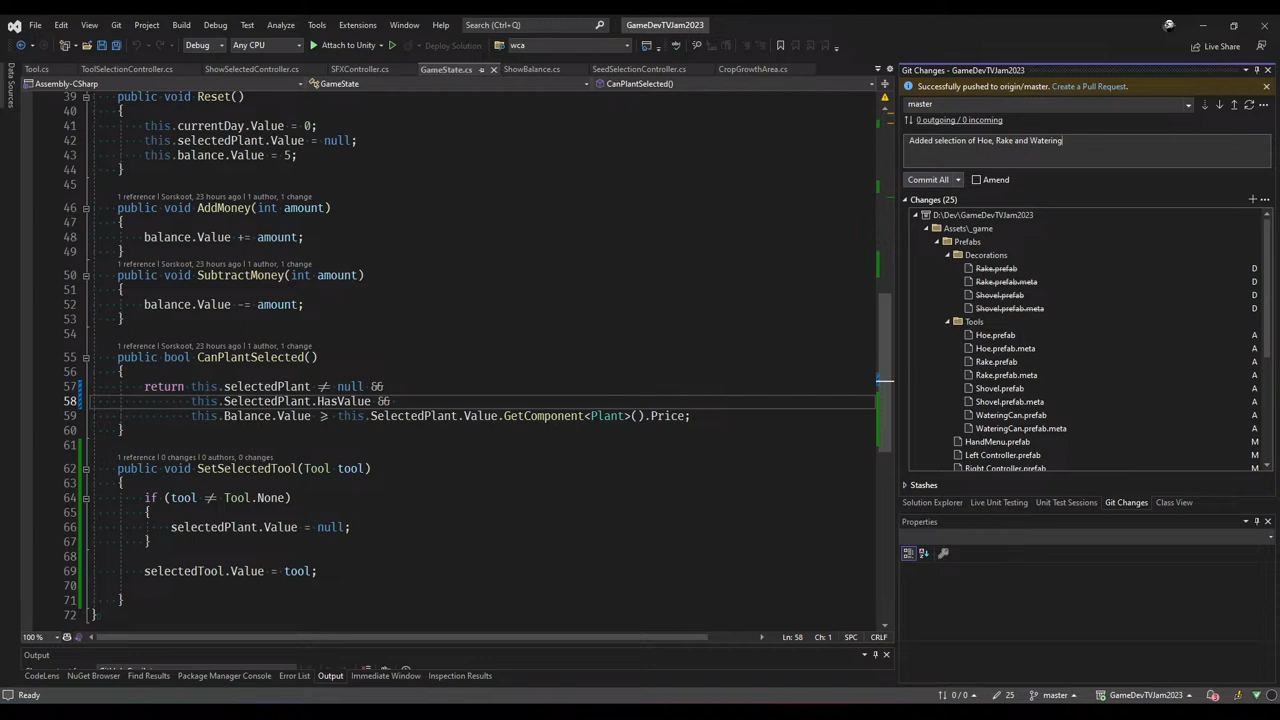 File Edit View Git Project Build Debug Test Analyze Tools Extensions Window Help Search (Ctrl+Q) GameDevTVJam2023
Debug Any CPU Attach to Unity Deploy Solution wca Live Share
Data Sources
Tool.cs ToolSelectionController.cs ShowSelectedController.cs SFXController.cs GameState.cs ShowBalance.cs SeedSelectionController.cs CropGrowthArea.cs
Assembly-CSharp GameState CanPlantSelected()
39 public void Reset()
40 {
41 this.currentDay.Value = 0;
42 this.selectedPlant.Value = null;
43 this.balance.Value = 5;
44 }
45
1 reference | Sorskoot, 23 hours ago | 1 author, 1 change
46 public void AddMoney(int amount)
47 {
48 balance.Value += amount;
49 }
1 reference | Sorskoot, 23 hours ago | 1 author, 1 change
50 public void SubtractMoney(int amount)
51 {
52 balance.Value -= amount;
53 }
54
1 reference | Sorskoot, 23 hours ago | 1 author, 1 change
55 public bool CanPlantSelected()
56 {
57 return this.selectedPlant ≠ null &&
58 this.SelectedPlant.HasValue &&
59 this.Balance.Value ≥ this.SelectedPlant.Value.GetComponent<Plant>().Price;
60 }
61
1 reference | 0 changes | 0 authors, 0 changes
62 public void SetSelectedTool(Tool tool)
63 {
64 if (tool ≠ Tool.None)
65 {
66 selectedPlant.Value = null;
67 }
68
69 selectedTool.Value = tool;
70
71 }
72 }
100 % Ln: 58 Ch: 1 SPC CRLF
Output
CodeLens NuGet Browser Find Results Package Manager Console Error List Output Immediate Window Inspection Results
Git Changes - GameDevTVJam2023
Successfully pushed to origin/master. Create a Pull Request.
master
0 outgoing / 0 incoming
Added selection of Hoe, Rake and Watering
Commit All Amend
Changes (25)
D:\Dev\GameDevTVJam2023
Assets\_game
Prefabs
Decorations
Rake.prefab D
Rake.prefab.meta D
Shovel.prefab D
Shovel.prefab.meta D
Tools
Hoe.prefab A
Hoe.prefab.meta A
Rake.prefab A
Rake.prefab.meta A
Shovel.prefab A
Shovel.prefab.meta A
WateringCan.prefab A
WateringCan.prefab.meta A
HandMenu.prefab M
Left Controller.prefab M
Right Controller.prefab M
Stashes
Solution Explorer Live Unit Testing Unit Test Sessions Git Changes Class View
Properties
Ready 0 / 0 25 master GameDevTVJam2023 3